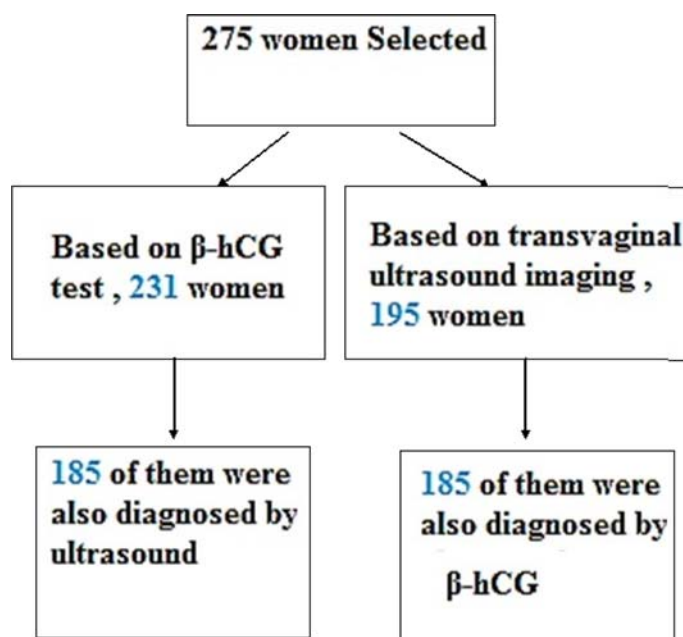 275 women Selected
Based on β-hCG
test , 231 women
Based on transvaginal
ultrasound imaging ,
195 women
185 of them were
also diagnosed by
ultrasound
185 of them were
also diagnosed by
β-hCG